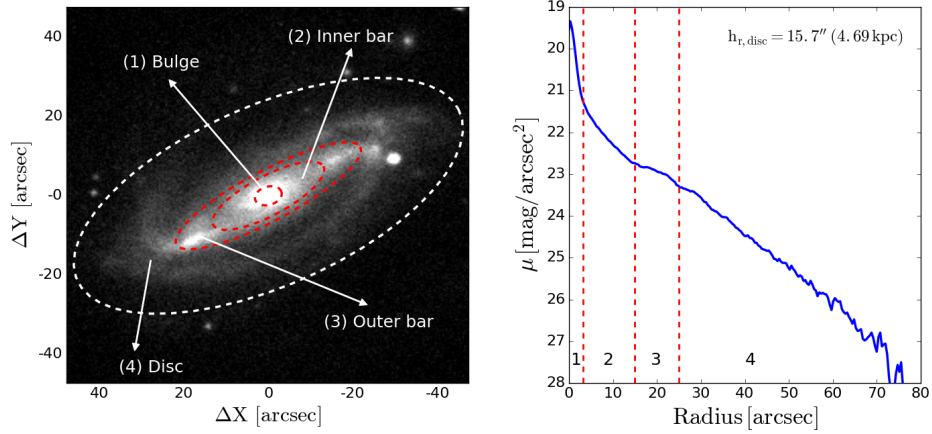 40
20
-0
-20
-40
ΔY [arcsec]
40
20
0
-20
-40
ΔX [arcsec]
(1) Bulge
(2) Inner bar
(3) Outer bar
(4) Disc
19
20
21
22
23
24
25
26
27
28
μ [mag/arcsec²]
h_r,disc = 15.7″ (4.69 kpc)
1 2 3 4
0 10 20 30 40 50 60 70 80
Radius [arcsec]